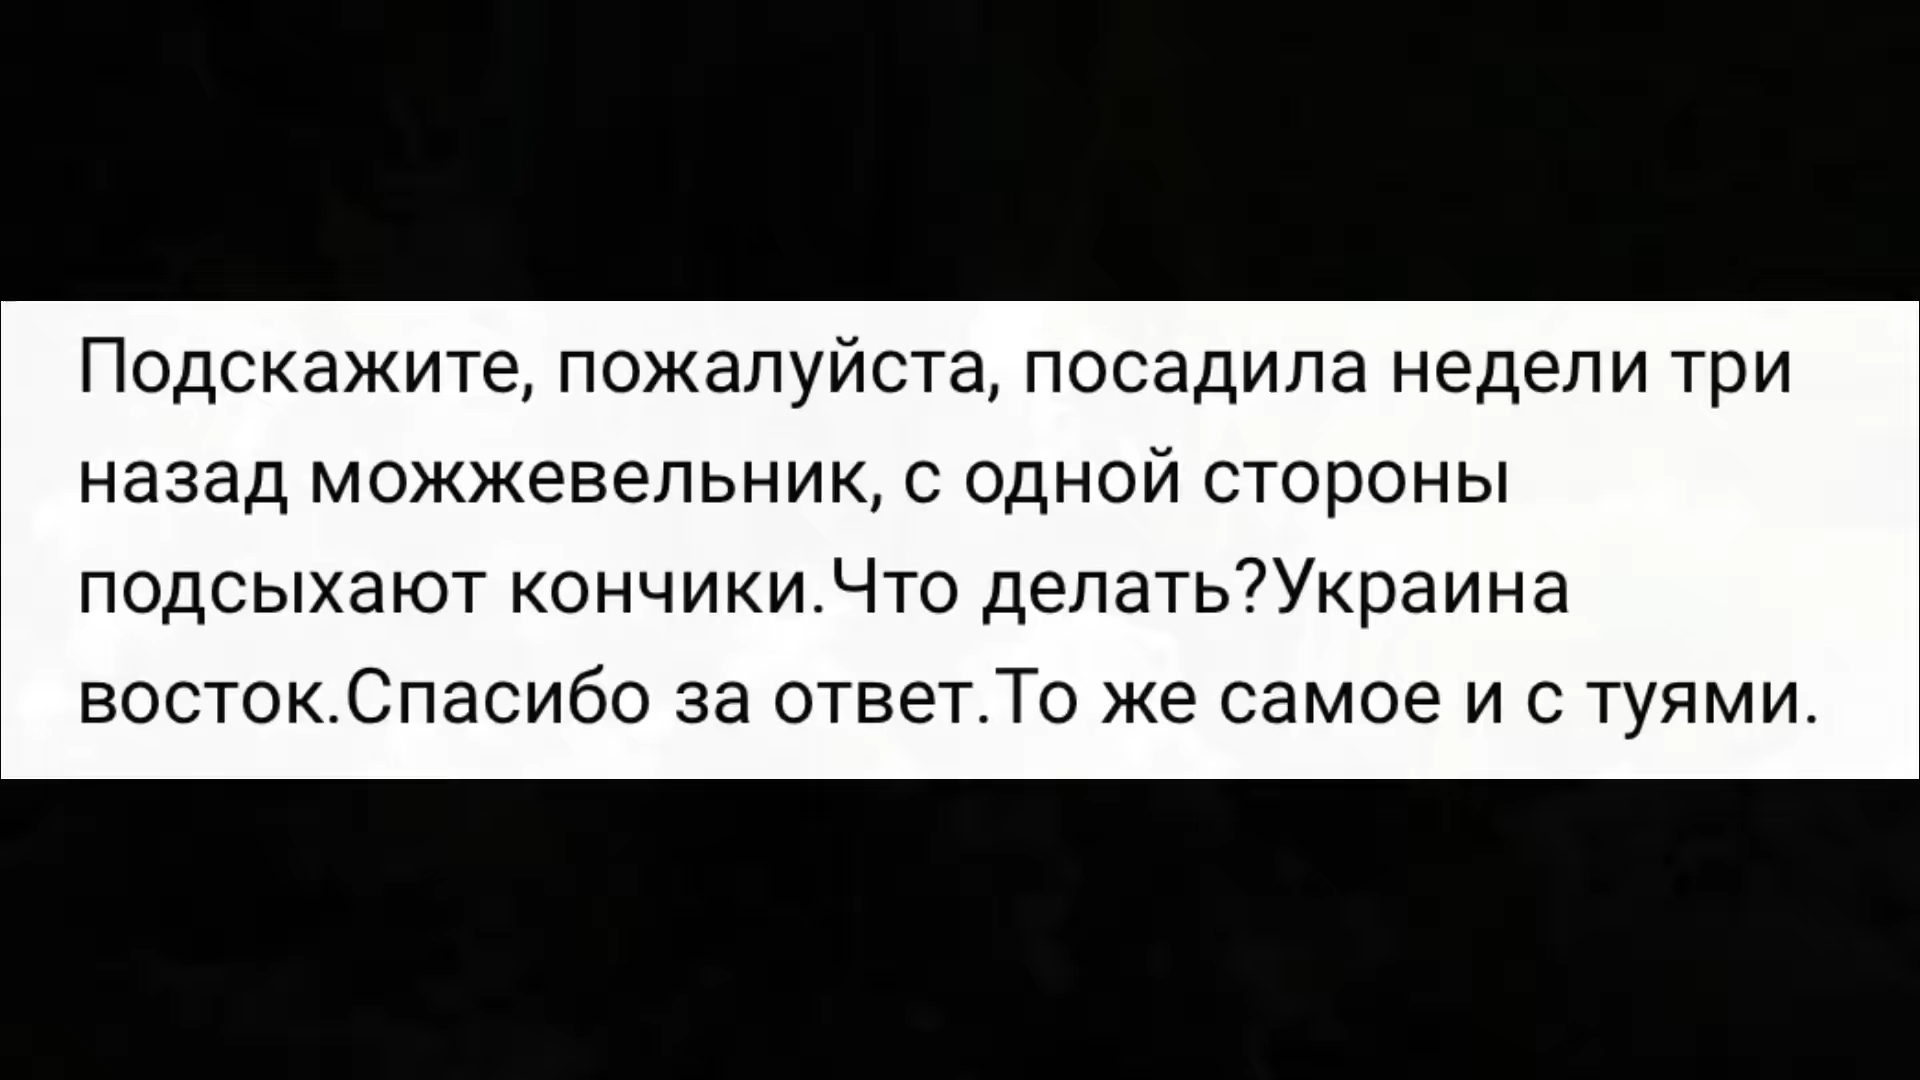 Подскажите, пожалуйста, посадила недели три
назад можжевельник, с одной стороны
подсыхают кончики.Что делать?Украина
восток.Спасибо за ответ.То же самое и с туями.